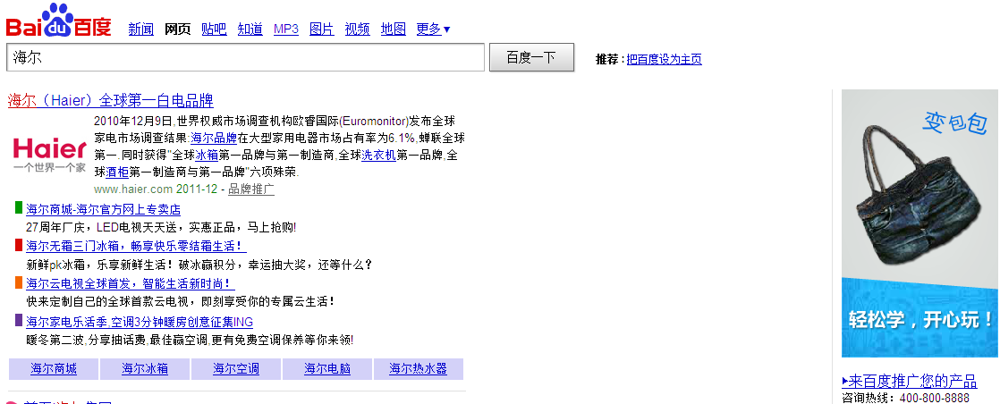 Bai du 百度
新闻 网页 贴吧 知道 MP3 图片 视频 地图 更多▼
海尔
百度一下
推荐 : 把百度设为主页
海尔（Haier）全球第一白电品牌
Haier
一个世界一个家
2010年12月9日,世界权威市场调查机构欧睿国际(Euromonitor)发布全球
家电市场调查结果:海尔品牌在大型家用电器市场占有率为6.1%,蝉联全球
第一.同时获得"全球冰箱第一品牌与第一制造商,全球洗衣机第一品牌,全
球酒柜第一制造商与第一品牌"六项殊荣.
www.haier.com 2011-12 - 品牌推广
海尔商城-海尔官方网上专卖店
27周年厂庆，LED电视天天送，实惠正品，马上抢购!
海尔无霜三门冰箱，畅享快乐零结霜生活！
新鲜pk冰霜，乐享新鲜生活！破冰赢积分，幸运抽大奖，还等什么？
海尔云电视全球首发，智能生活新时尚！
快来定制自己的全球首款云电视，即刻享受你的专属云生活！
海尔家电乐活季,空调3分钟暖房创意征集ING
暖冬第二波,分享抽话费,最佳赢空调,更有免费空调保养等你来领!
海尔商城 海尔冰箱 海尔空调 海尔电脑 海尔热水器
变包包
轻松学，开心玩！
来百度推广您的产品
咨询热线：400-800-8888